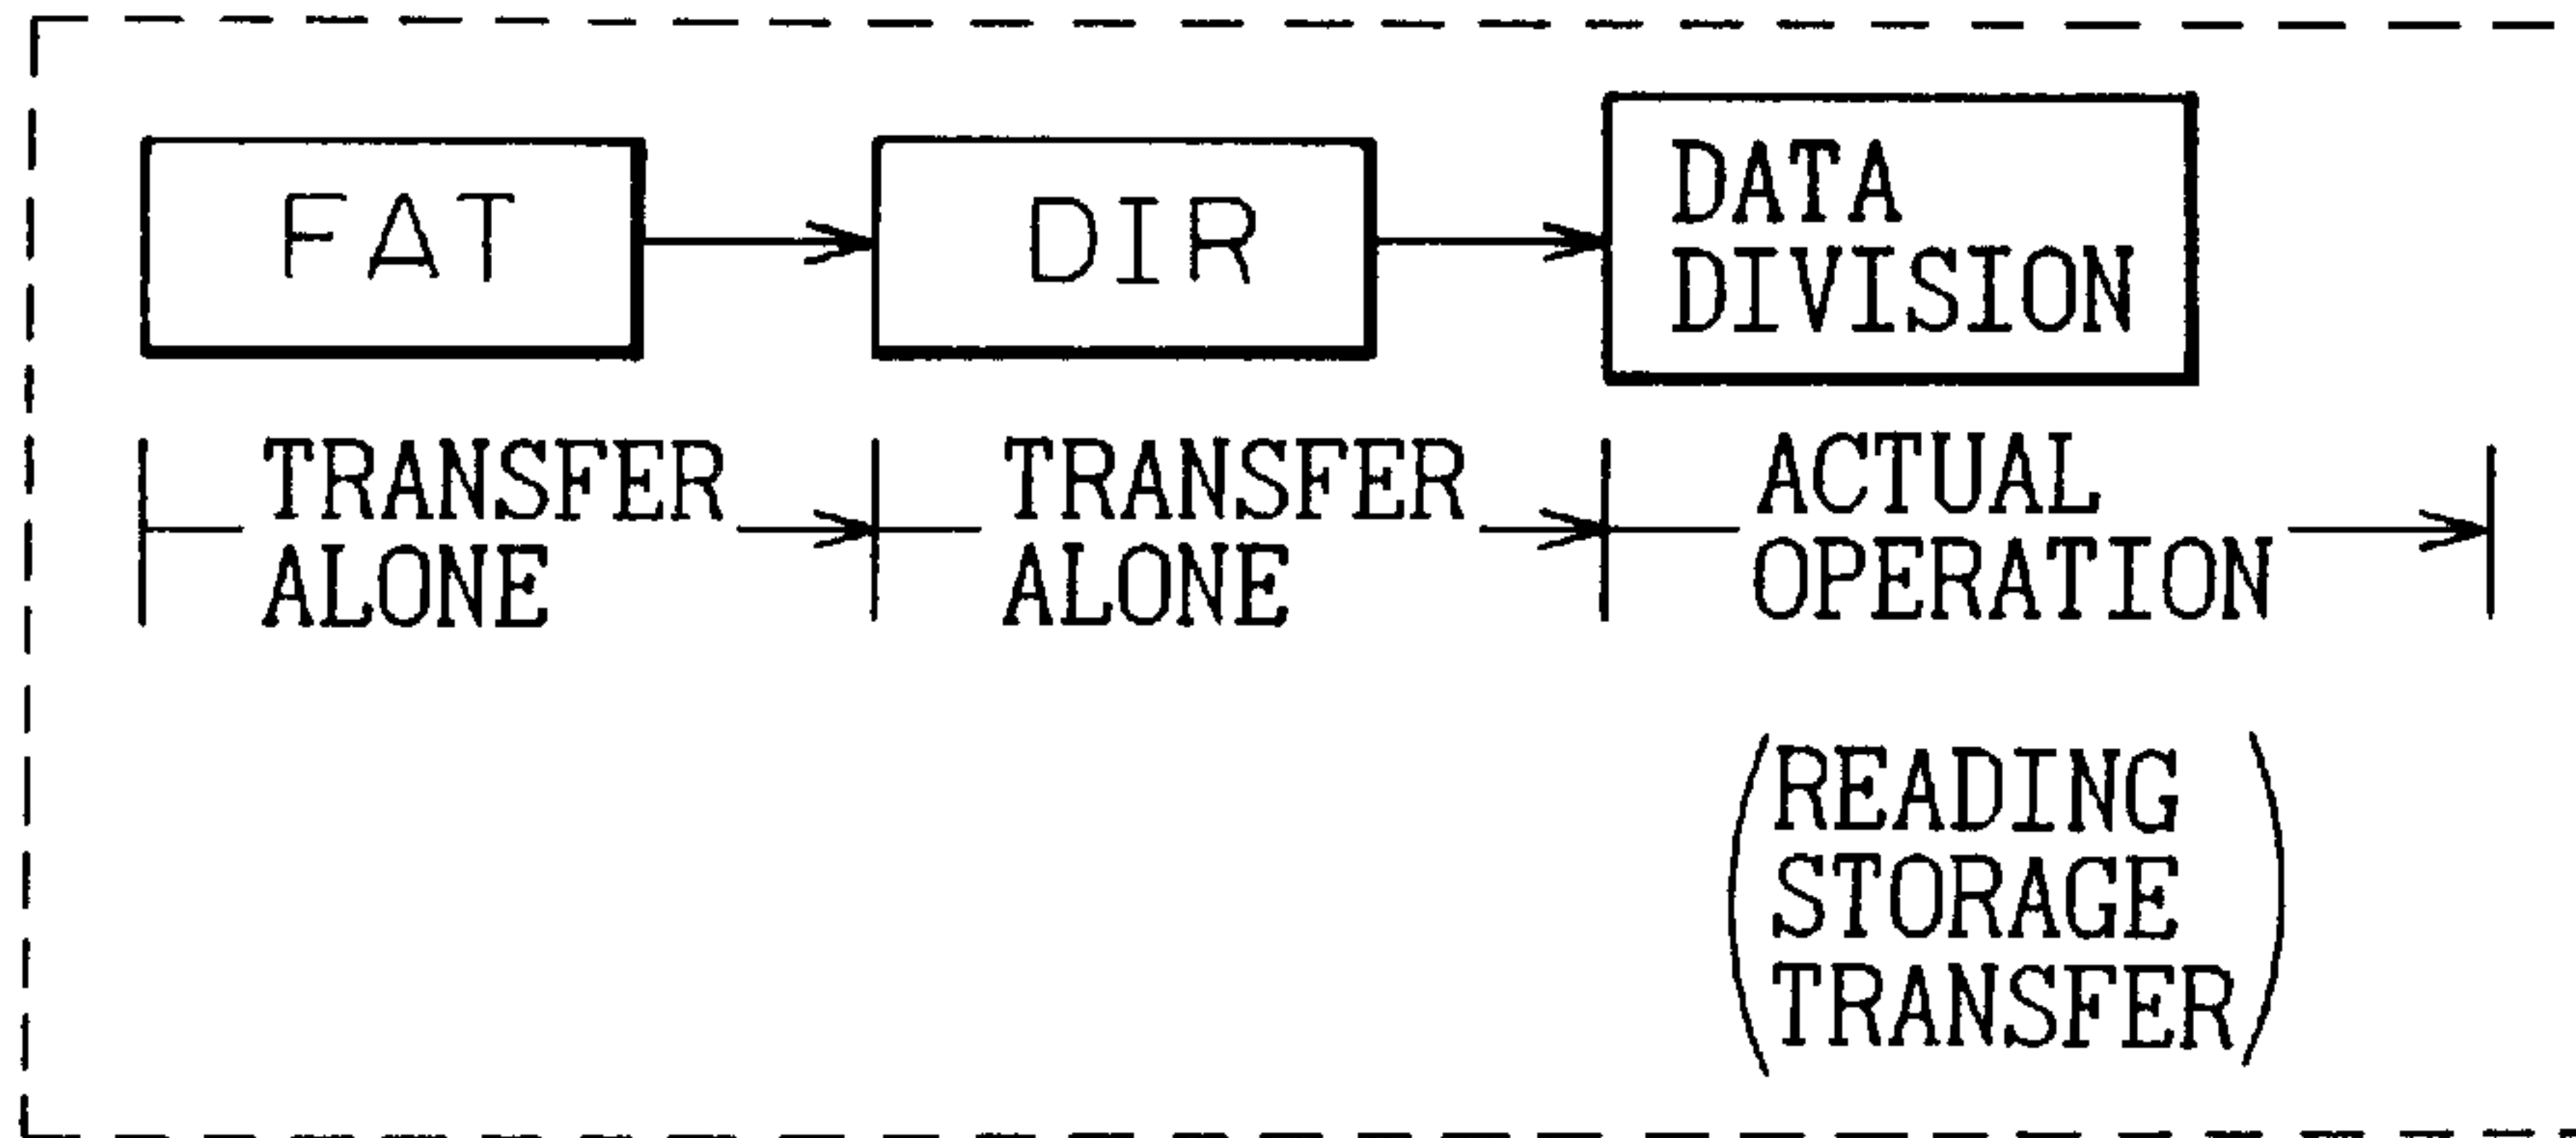 FAT
DIR
DATA
DIVISION
TRANSFER
ALONE
TRANSFER
ALONE
ACTUAL
OPERATION
(READING
STORAGE
TRANSFER)